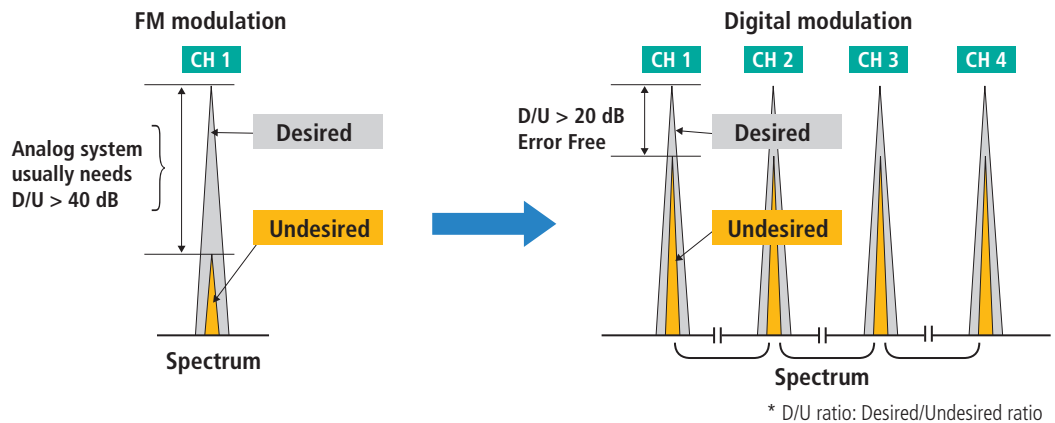 FM modulation
CH 1
Desired
Analog system
usually needs
D/U > 40 dB
Undesired
Spectrum
Digital modulation
CH 1
CH 2
CH 3
CH 4
D/U > 20 dB
Error Free
Desired
Undesired
Spectrum
* D/U ratio: Desired/Undesired ratio